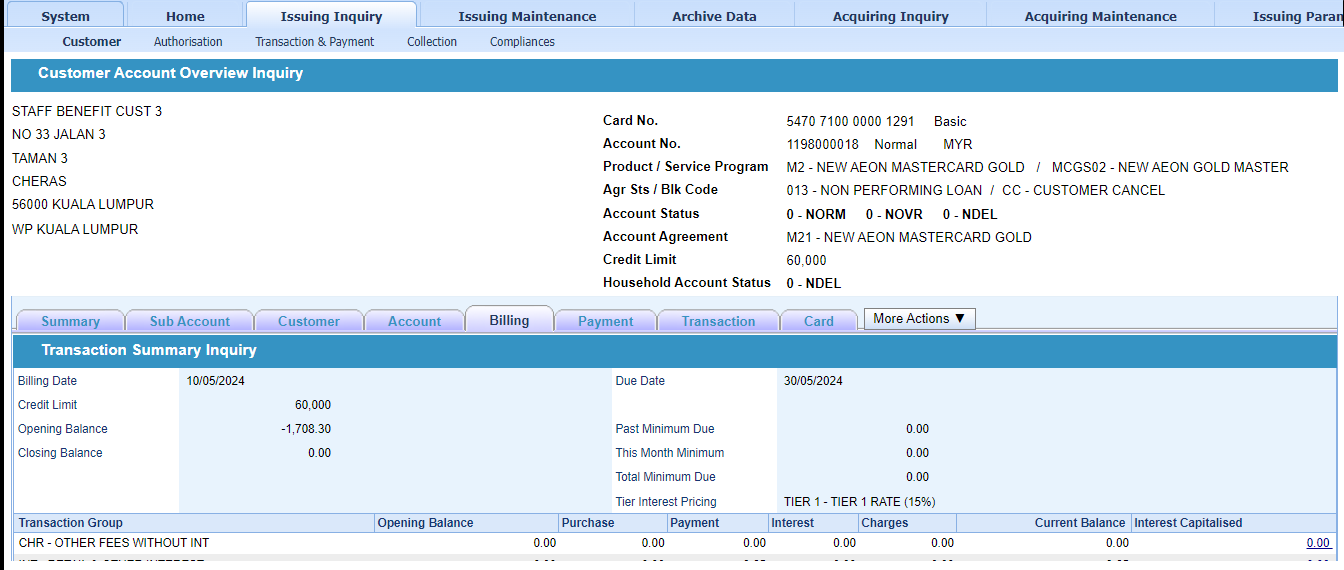 System Home Issuing Inquiry Issuing Maintenance Archive Data Acquiring Inquiry Acquiring Maintenance Issuing Param
Customer Authorisation Transaction & Payment Collection Compliances
Customer Account Overview Inquiry
STAFF BENEFIT CUST 3
NO 33 JALAN 3
TAMAN 3
CHERAS
56000 KUALA LUMPUR
WP KUALA LUMPUR
Card No. 5470 7100 0000 1291 Basic
Account No. 1198000018 Normal MYR
Product / Service Program M2 - NEW AEON MASTERCARD GOLD / MCGS02 - NEW AEON GOLD MASTER
Agr Sts / Blk Code 013 - NON PERFORMING LOAN / CC - CUSTOMER CANCEL
Account Status 0 - NORM 0 - NOVR 0 - NDEL
Account Agreement M21 - NEW AEON MASTERCARD GOLD
Credit Limit 60,000
Household Account Status 0 - NDEL
Summary Sub Account Customer Account Billing Payment Transaction Card More Actions ▼
Transaction Summary Inquiry
Billing Date 10/05/2024 Due Date 30/05/2024
Credit Limit 60,000
Opening Balance -1,708.30 Past Minimum Due 0.00
Closing Balance 0.00 This Month Minimum 0.00
Total Minimum Due 0.00
Tier Interest Pricing TIER 1 - TIER 1 RATE (15%)
Transaction Group Opening Balance Purchase Payment Interest Charges Current Balance Interest Capitalised
CHR - OTHER FEES WITHOUT INT 0.00 0.00 0.00 0.00 0.00 0.00 0.00